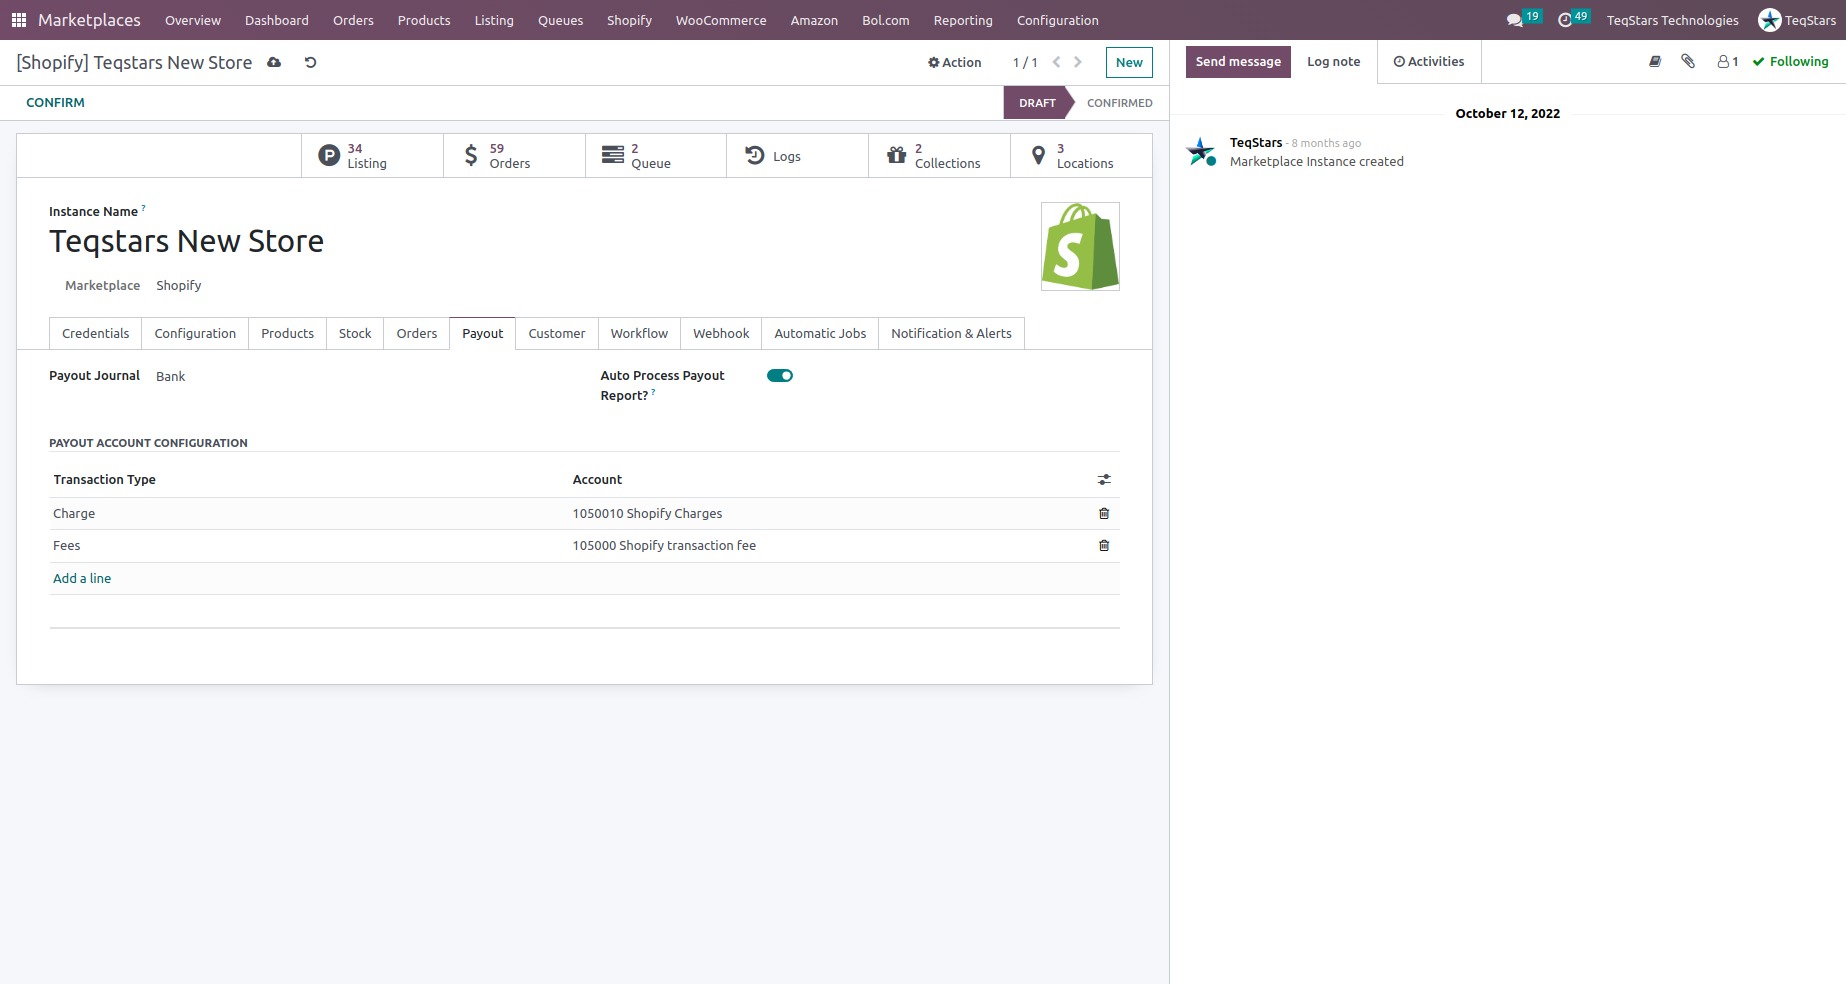 Marketplaces Overview Dashboard Orders Products Listing Queues Shopify WooCommerce Amazon Bol.com Reporting Configuration 19 49 TeqStars Technologies TeqStars
[Shopify] Teqstars New Store Action 1 / 1 New
Send message Log note Activities 1 Following
CONFIRM DRAFT CONFIRMED
October 12, 2022
TeqStars - 8 months ago
Marketplace Instance created
P 34 Listing
$ 59 Orders
2 Queue
Logs
2 Collections
3 Locations
Instance Name ?
Teqstars New Store
S
Marketplace Shopify
Credentials Configuration Products Stock Orders Payout Customer Workflow Webhook Automatic Jobs Notification & Alerts
Payout Journal Bank
Auto Process Payout
Report? ?
PAYOUT ACCOUNT CONFIGURATION
Transaction Type Account
Charge 1050010 Shopify Charges
Fees 105000 Shopify transaction fee
Add a line